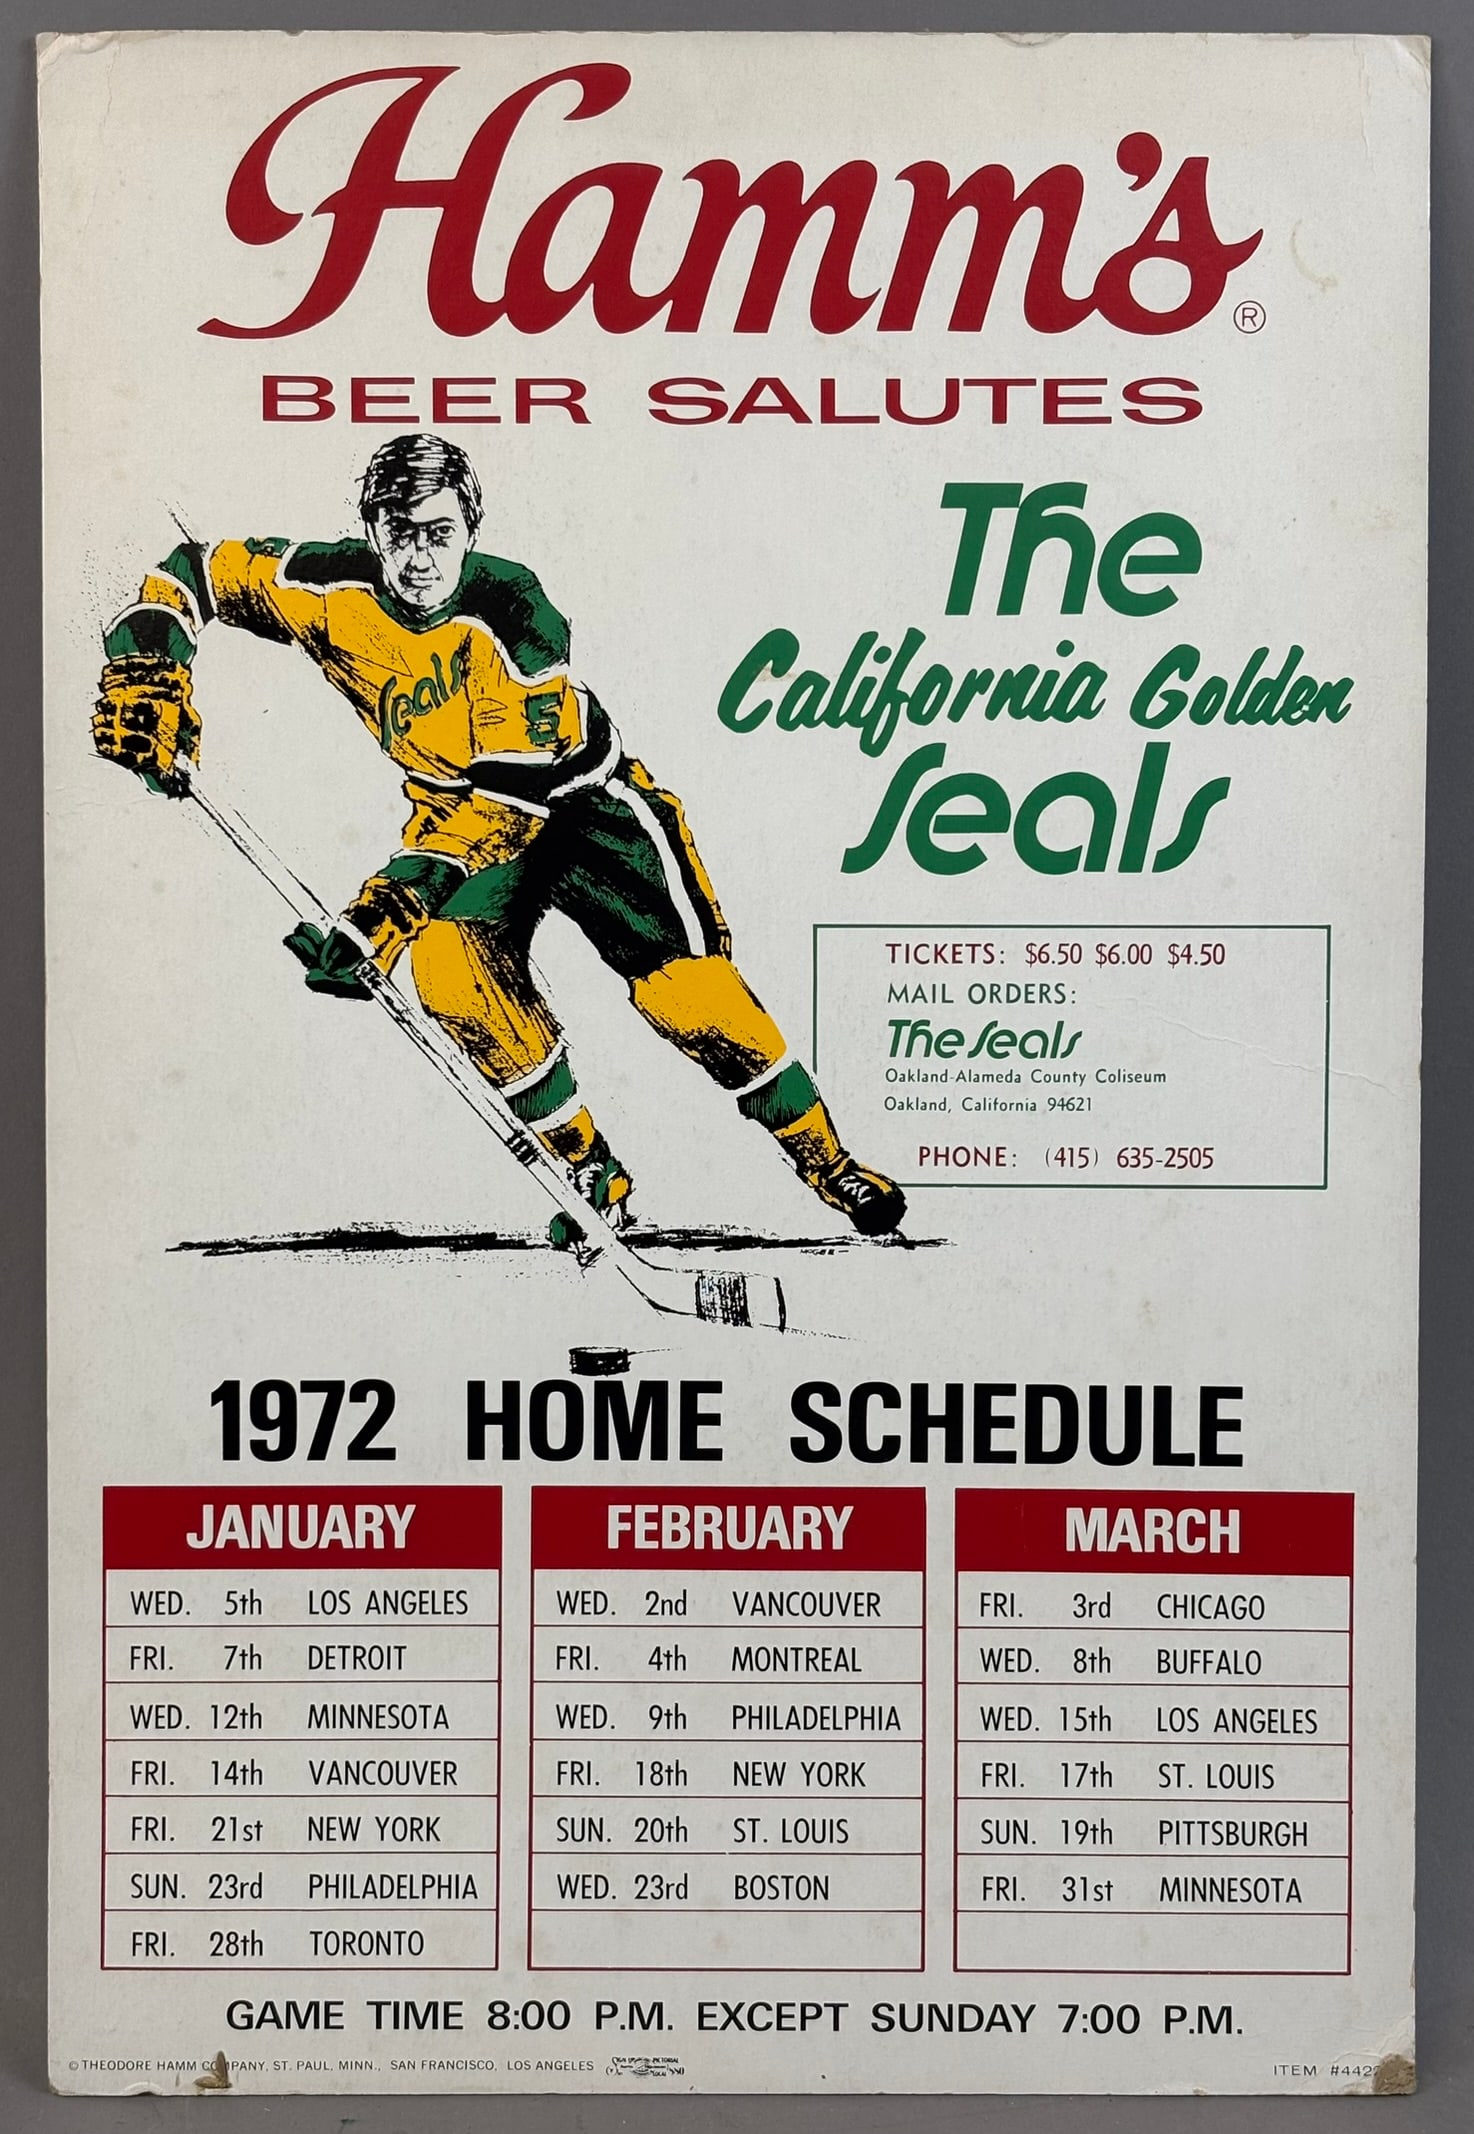 Hamm's ®
BEER SALUTES
The
California Golden
Seals
Seals
5
TICKETS: $6.50 $6.00 $4.50
MAIL ORDERS:
The Seals
Oakland-Alameda County Coliseum
Oakland, California 94621
PHONE: (415) 635-2505
1972 HOME SCHEDULE
JANUARY
WED. 5th LOS ANGELES
FRI. 7th DETROIT
WED. 12th MINNESOTA
FRI. 14th VANCOUVER
FRI. 21st NEW YORK
SUN. 23rd PHILADELPHIA
FRI. 28th TORONTO
FEBRUARY
WED. 2nd VANCOUVER
FRI. 4th MONTREAL
WED. 9th PHILADELPHIA
FRI. 18th NEW YORK
SUN. 20th ST. LOUIS
WED. 23rd BOSTON
MARCH
FRI. 3rd CHICAGO
WED. 8th BUFFALO
WED. 15th LOS ANGELES
FRI. 17th ST. LOUIS
SUN. 19th PITTSBURGH
FRI. 31st MINNESOTA
GAME TIME 8:00 P.M. EXCEPT SUNDAY 7:00 P.M.
© THEODORE HAMM COMPANY, ST. PAUL, MINN., SAN FRANCISCO, LOS ANGELES
ITEM